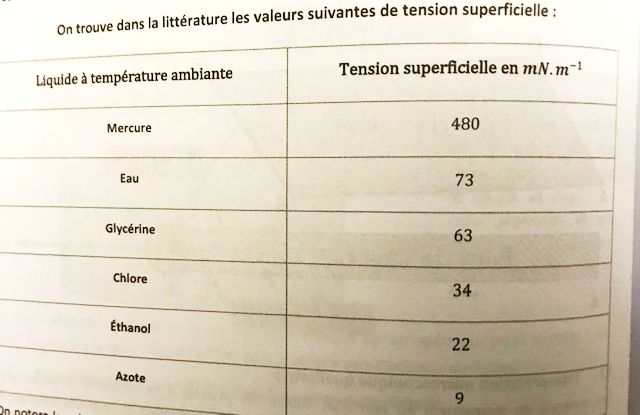 On trouve dans la littérature les valeurs suivantes de tension superficielle :
Liquide à température ambiante Tension superficielle en mN.m⁻¹
Mercure 480
Eau 73
Glycérine 63
Chlore 34
Éthanol 22
Azote 9
On notera